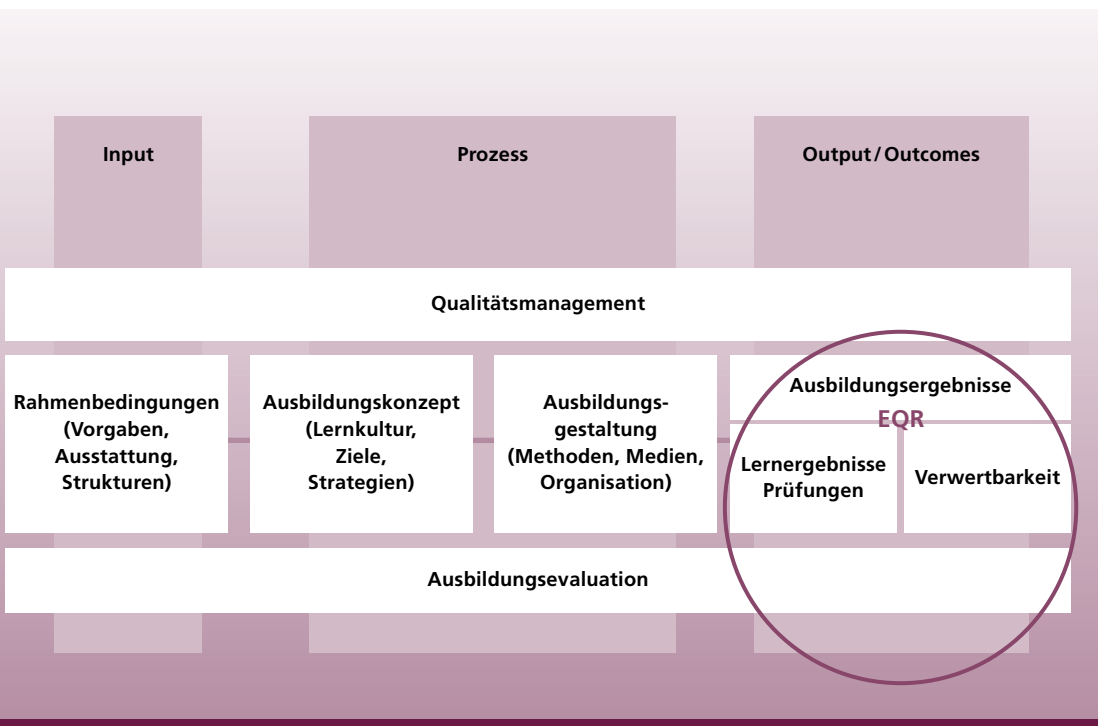 Input
Prozess
Output / Outcomes
Qualitätsmanagement
Rahmenbedingungen
(Vorgaben,
Ausstattung,
Strukturen)
Ausbildungskonzept
(Lernkultur,
Ziele,
Strategien)
Ausbildungs-
gestaltung
(Methoden, Medien,
Organisation)
Ausbildungsergebnisse
EQR
Lernergebnisse
Prüfungen
Verwertbarkeit
Ausbildungsevaluation